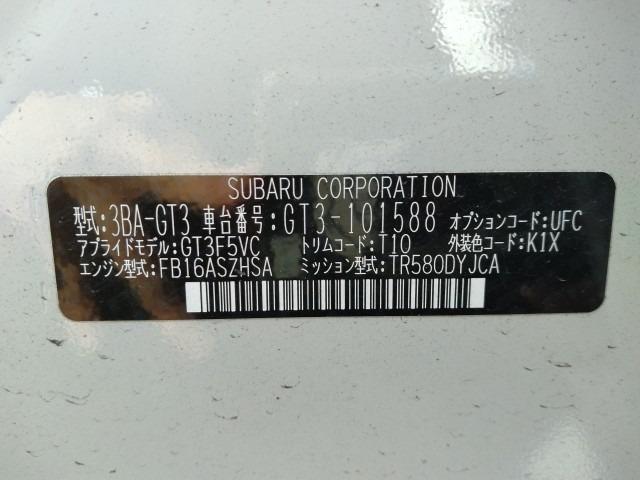 SUBARU CORPORATION
型式:3BA-GT3 車台番号:GT3-101588 オプションコード:UFC
アプライドモデル:GT3F5VC トリムコード:T10 外装色コード:K1X
エンジン型式:FB16ASZHSA ミッション型式:TR580DYJCA